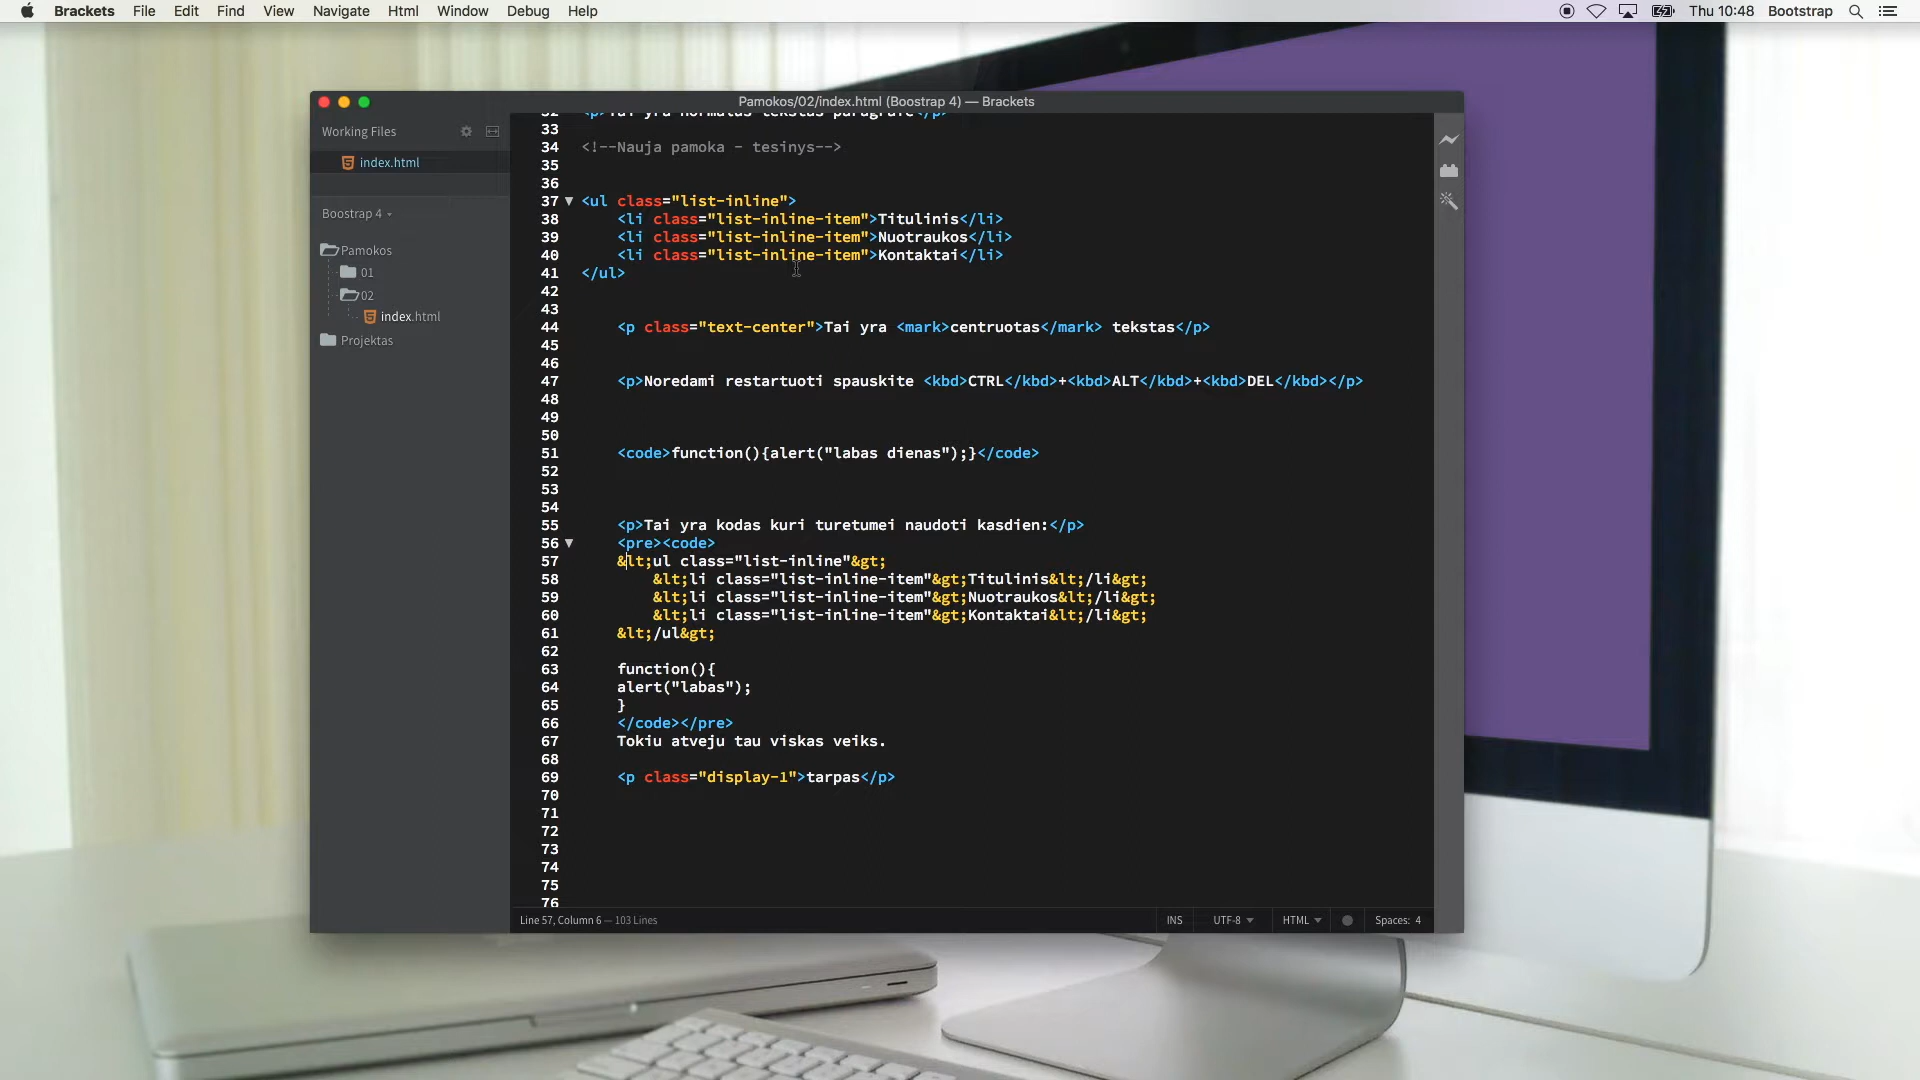 Brackets File Edit Find View Navigate Html Window Debug Help Thu 10:48 Bootstrap
Pamokos/02/index.html (Boostrap 4) — Brackets
Working Files
index.html
Boostrap 4
Pamokos
01
02
index.html
Projektas
32 <p>Tai yra normalus tekstas paragrafe</p>
33
34 <!--Nauja pamoka - tesinys-->
35
36
37 <ul class="list-inline">
38 <li class="list-inline-item">Titulinis</li>
39 <li class="list-inline-item">Nuotraukos</li>
40 <li class="list-inline-item">Kontaktai</li>
41 </ul>
42
43
44 <p class="text-center">Tai yra <mark>centruotas</mark> tekstas</p>
45
46
47 <p>Noredami restartuoti spauskite <kbd>CTRL</kbd>+<kbd>ALT</kbd>+<kbd>DEL</kbd></p>
48
49
50
51 <code>function(){alert("labas dienas");}</code>
52
53
54
55 <p>Tai yra kodas kuri turetumei naudoti kasdien:</p>
56 <pre><code>
57 &lt;ul class="list-inline"&gt;
58 &lt;li class="list-inline-item"&gt;Titulinis&lt;/li&gt;
59 &lt;li class="list-inline-item"&gt;Nuotraukos&lt;/li&gt;
60 &lt;li class="list-inline-item"&gt;Kontaktai&lt;/li&gt;
61 &lt;/ul&gt;
62
63 function(){
64 alert("labas");
65 }
66 </code></pre>
67 Tokiu atveju tau viskas veiks.
68
69 <p class="display-1">tarpas</p>
70
71
72
73
74
75
76
Line 57, Column 6 — 103 Lines INS UTF-8 HTML Spaces: 4